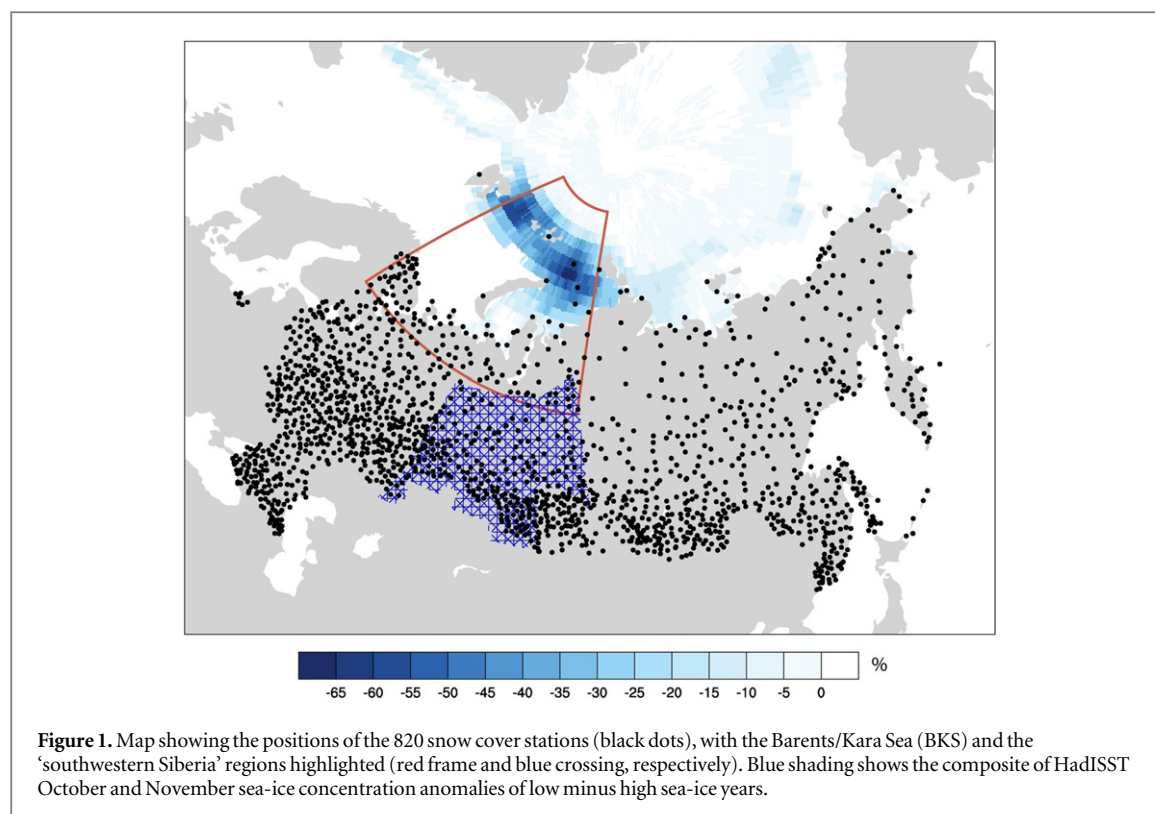 %
-65 -60 -55 -50 -45 -40 -35 -30 -25 -20 -15 -10 -5 0
Figure 1. Map showing the positions of the 820 snow cover stations (black dots), with the Barents/Kara Sea (BKS) and the
‘southwestern Siberia’ regions highlighted (red frame and blue crossing, respectively). Blue shading shows the composite of HadISST
October and November sea-ice concentration anomalies of low minus high sea-ice years.